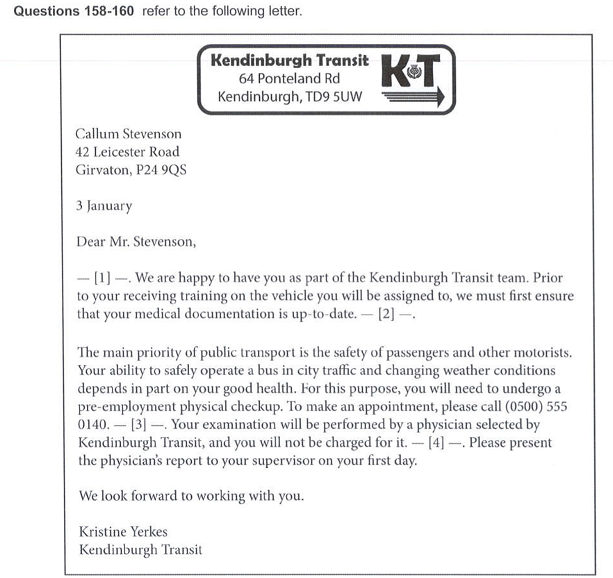 Questions 158-160 refer to the following letter.
Kendinburgh Transit
64 Ponteland Rd
Kendinburgh, TD9 5UW
KT
Callum Stevenson
42 Leicester Road
Girvaton, P24 9QS
3 January
Dear Mr. Stevenson,
— [1] —. We are happy to have you as part of the Kendinburgh Transit team. Prior
to your receiving training on the vehicle you will be assigned to, we must first ensure
that your medical documentation is up-to-date. — [2] —.
The main priority of public transport is the safety of passengers and other motorists.
Your ability to safely operate a bus in city traffic and changing weather conditions
depends in part on your good health. For this purpose, you will need to undergo a
pre-employment physical checkup. To make an appointment, please call (0500) 555
0140. — [3] —. Your examination will be performed by a physician selected by
Kendinburgh Transit, and you will not be charged for it. — [4] —. Please present
the physician's report to your supervisor on your first day.
We look forward to working with you.
Kristine Yerkes
Kendinburgh Transit